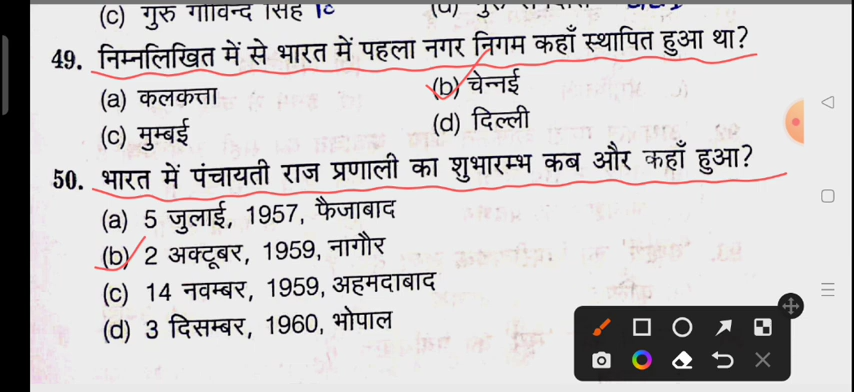 (c) गुरु गोविन्द सिंह
49. निम्नलिखित में से भारत में पहला नगर निगम कहाँ स्थापित हुआ था?
(a) कलकत्ता (b) चेन्नई
(c) मुम्बई (d) दिल्ली
50. भारत में पंचायती राज प्रणाली का शुभारम्भ कब और कहाँ हुआ?
(a) 5 जुलाई, 1957, फैजाबाद
(b) 2 अक्टूबर, 1959, नागौर
(c) 14 नवम्बर, 1959, अहमदाबाद
(d) 3 दिसम्बर, 1960, भोपाल